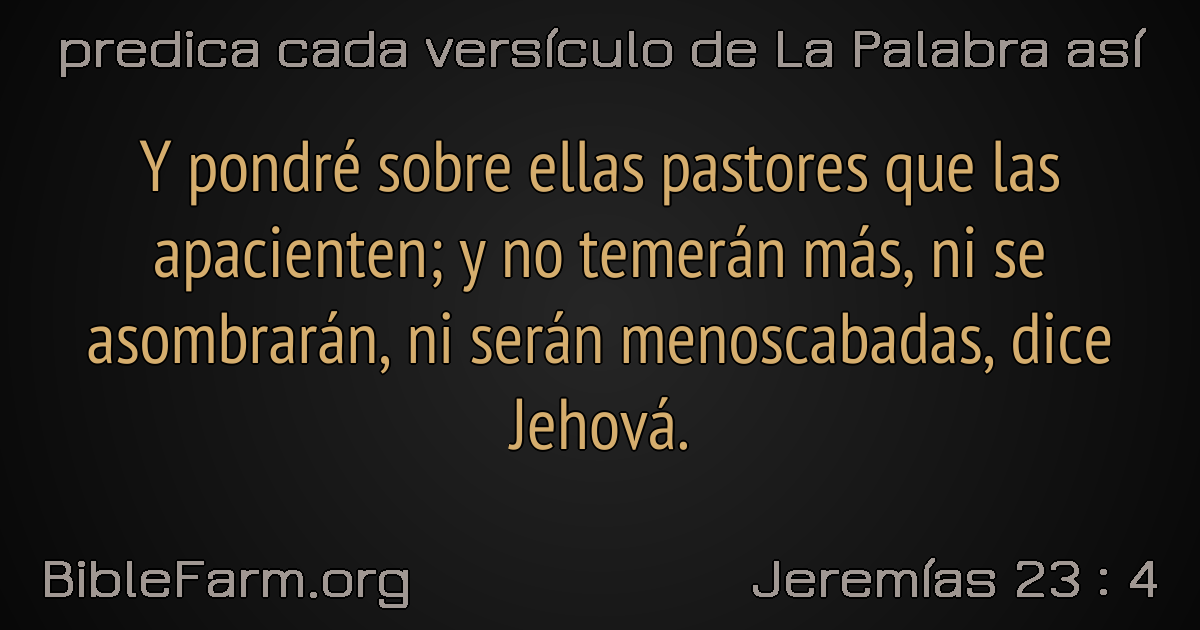 predica cada versículo de La Palabra así
Y pondré sobre ellas pastores que las
apacienten; y no temerán más, ni se
asombrarán, ni serán menoscabadas, dice
Jehová.
BibleFarm.org
Jeremías 23 : 4